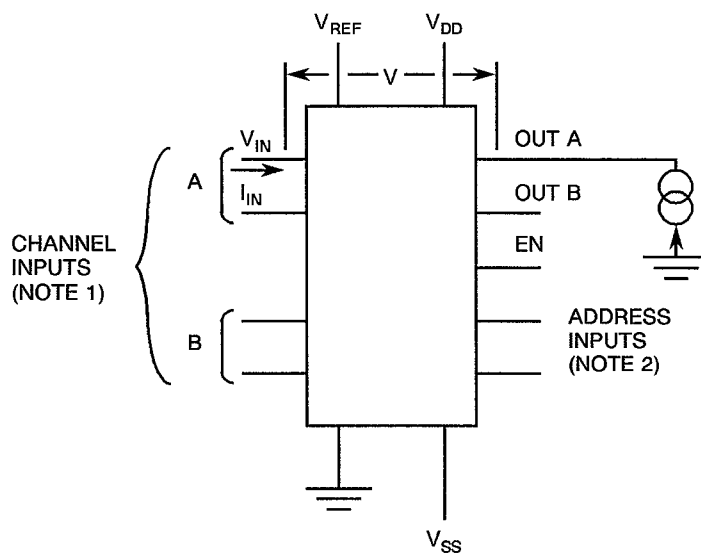 V_REF
V_DD
V
V_IN
OUT A
A
I_IN
OUT B
CHANNEL
INPUTS
(NOTE 1)
EN
B
ADDRESS
INPUTS
(NOTE 2)
V_SS